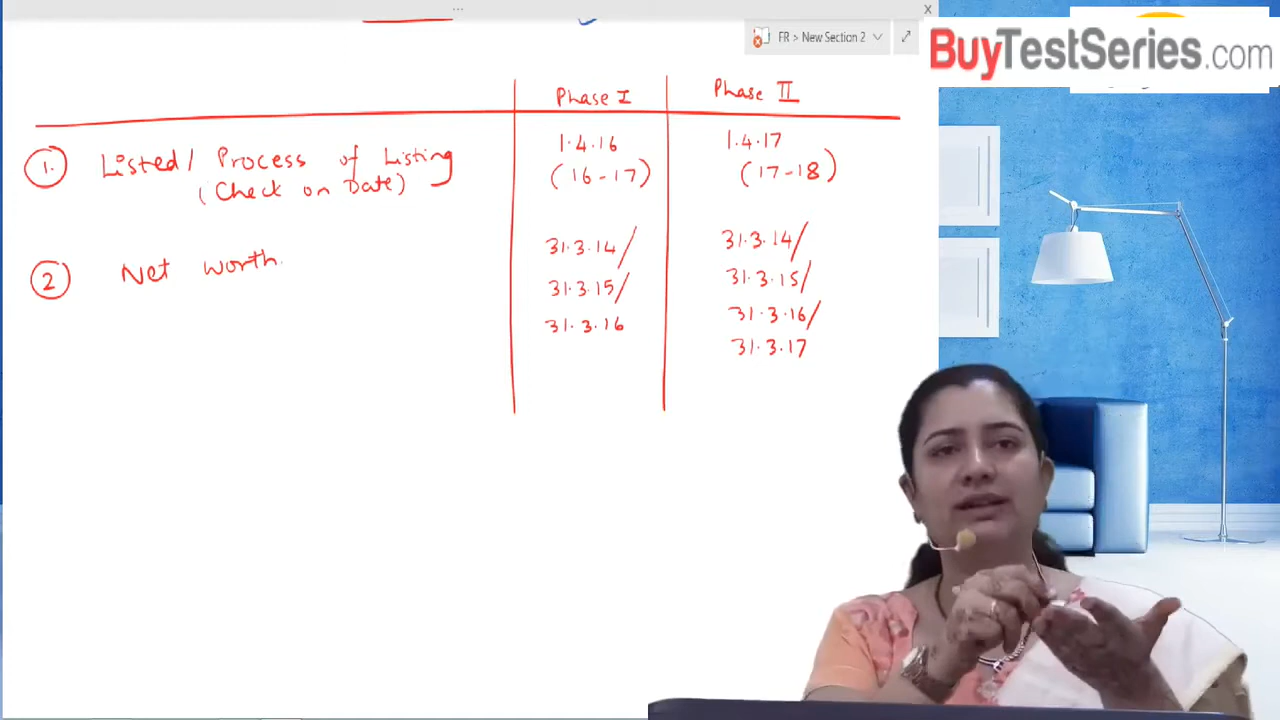 FR > New Section 2
BuyTestSeries.com
Phase I
Phase II
1. Listed / Process of Listing
(Check on Date)
1.4.16
(16-17)
1.4.17
(17-18)
2 Net worth.
31.3.14/
31.3.15/
31.3.16
31.3.14/
31.3.15/
31.3.16/
31.3.17